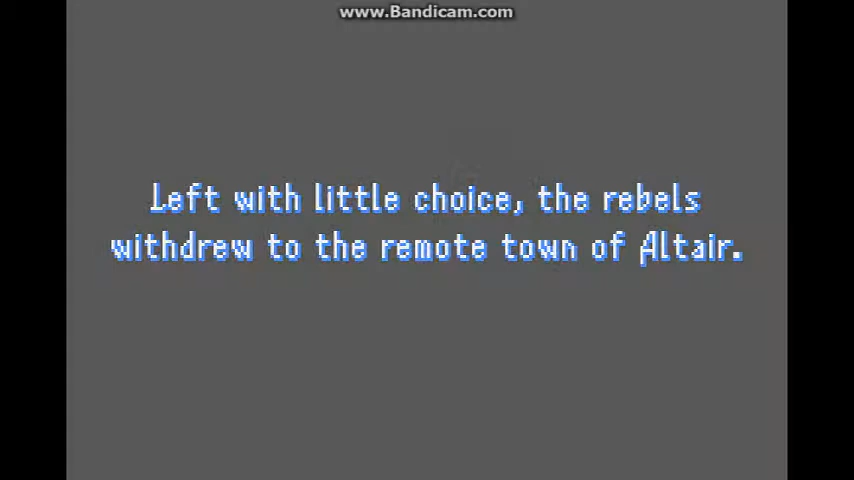 www.Bandicam.com
Left with little choice, the rebels
withdrew to the remote town of Altair.